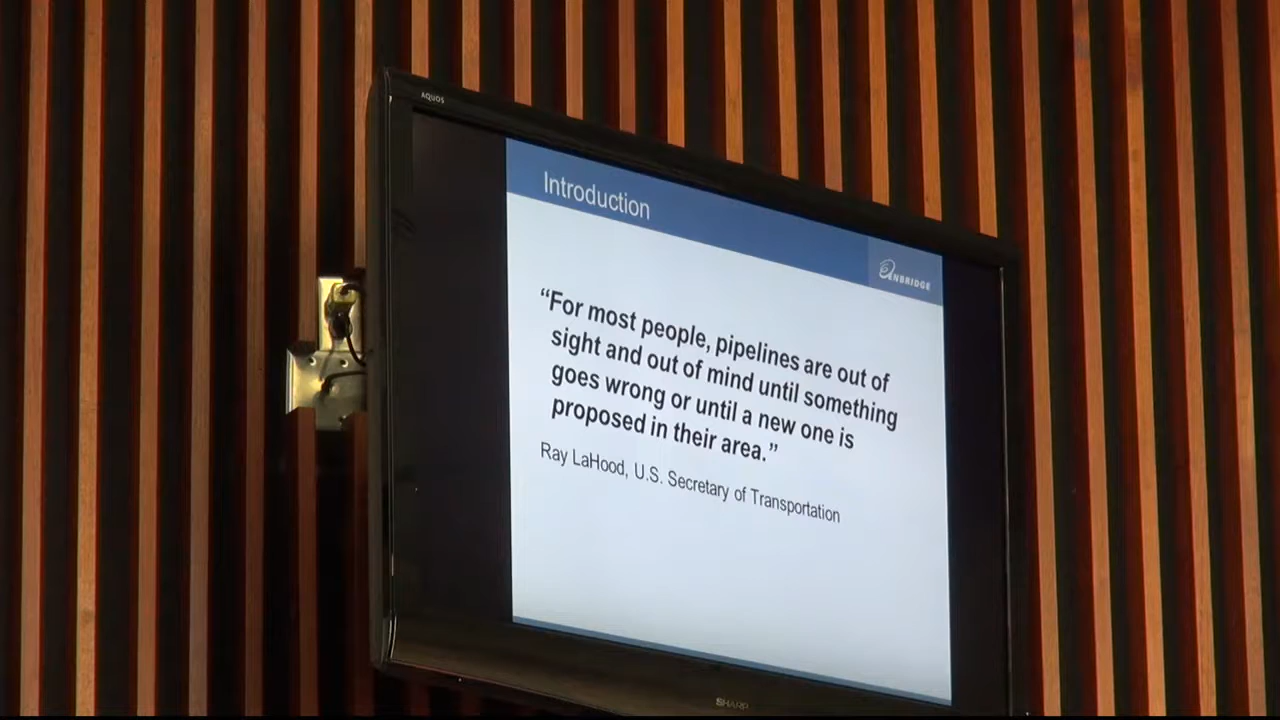 AQUOS
Introduction
ENBRIDGE
“For most people, pipelines are out of
sight and out of mind until something
goes wrong or until a new one is
proposed in their area.”
Ray LaHood, U.S. Secretary of Transportation
SHARP